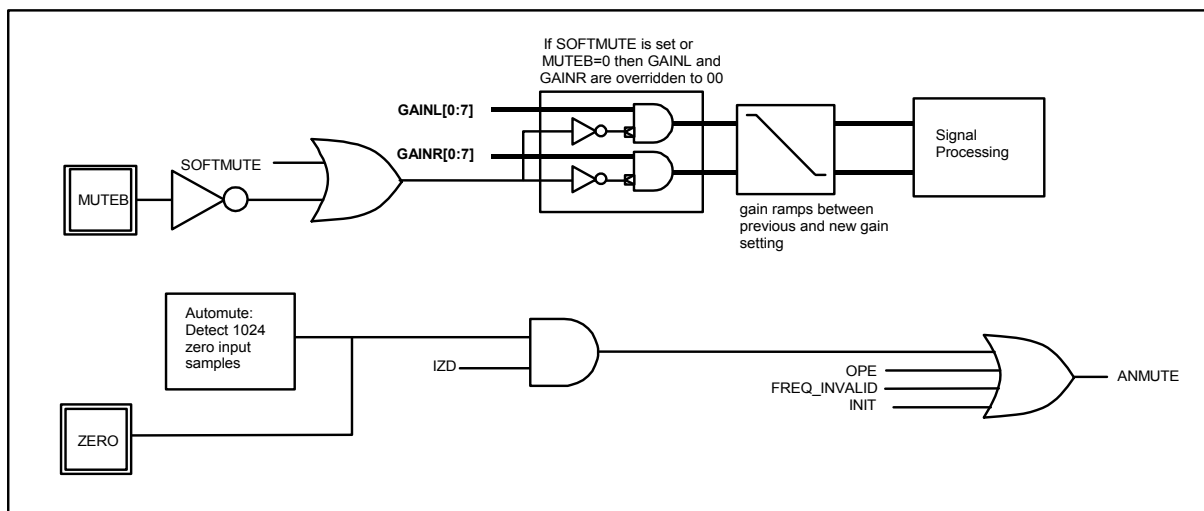 If SOFTMUTE is set or
MUTEB=0 then GAINL and
GAINR are overridden to 00
GAINL[0:7]
SOFTMUTE
GAINR[0:7]
Signal
Processing
MUTEB
gain ramps between
previous and new gain
setting
Automute:
Detect 1024
zero input
samples
IZD
OPE
FREQ_INVALID
INIT
ANMUTE
ZERO